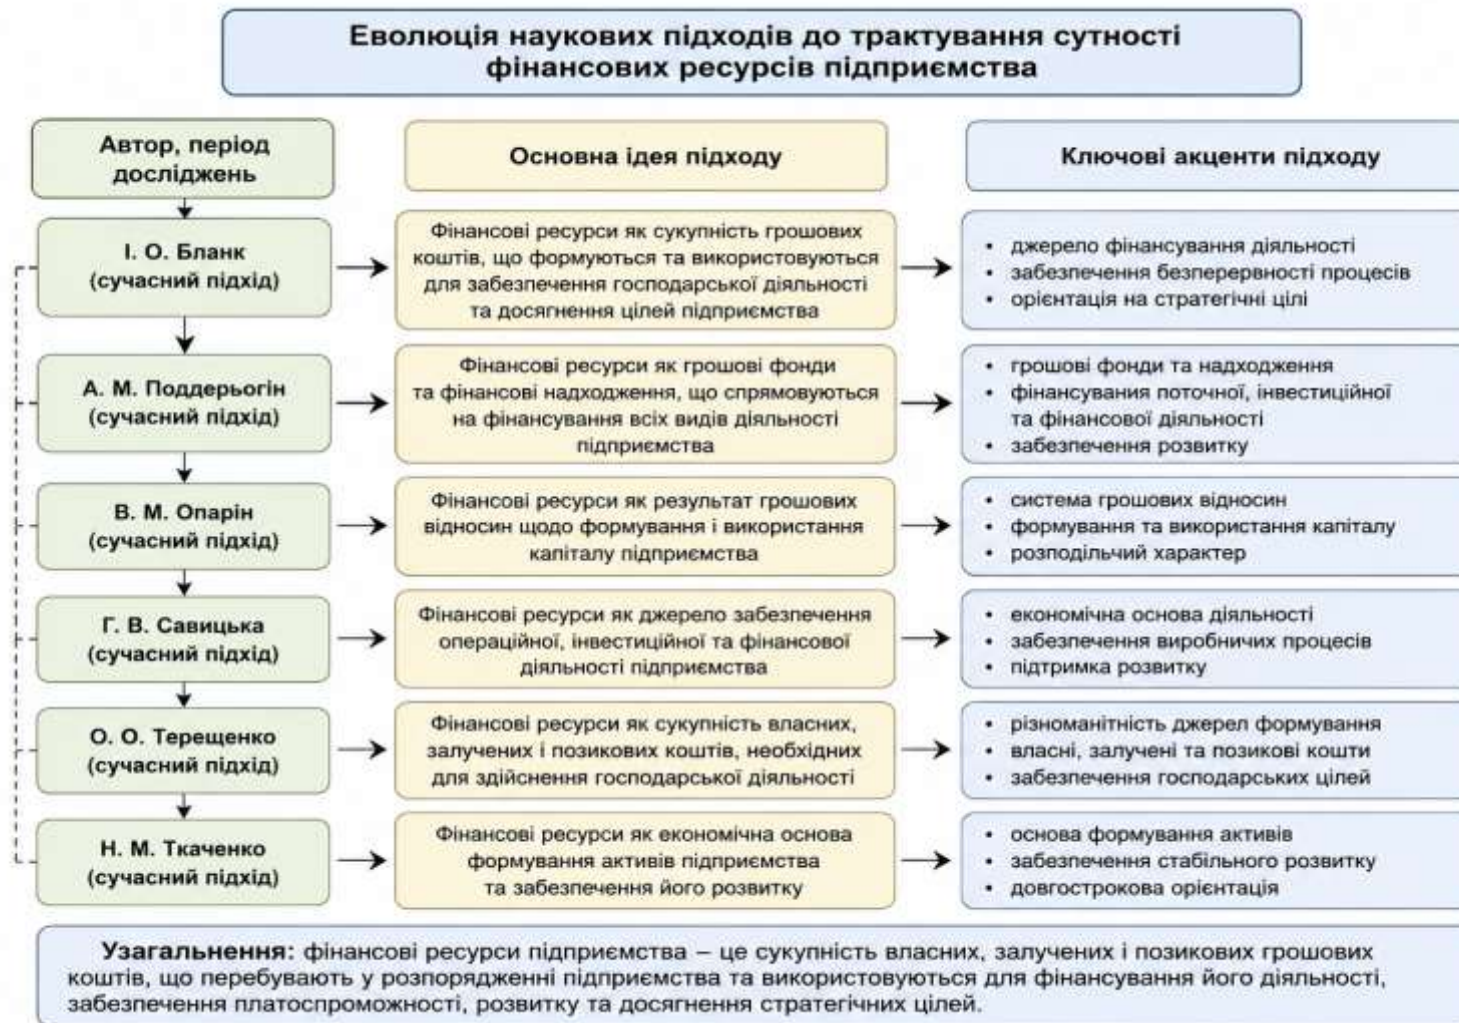 Еволюція наукових підходів до трактування сутності
фінансових ресурсів підприємства
Автор, період
досліджень
Основна ідея підходу
Ключові акценти підходу
І. О. Бланк
(сучасний підхід)
Фінансові ресурси як сукупність грошових
коштів, що формуються та використовуються
для забезпечення господарської діяльності
та досягнення цілей підприємства
• джерело фінансування діяльності
• забезпечення безперервності процесів
• орієнтація на стратегічні цілі
А. М. Поддерьогін
(сучасний підхід)
Фінансові ресурси як грошові фонди
та фінансові надходження, що спрямовуються
на фінансування всіх видів діяльності
підприємства
• грошові фонди та надходження
• фінансувания поточної, інвестиційної
та фінансової діяльності
• забезпечення розвитку
В. М. Опарін
(сучасний підхід)
Фінансові ресурси як результат грошових
відносин щодо формування і використання
капіталу підприємства
• система грошових відносин
• формування та використання капіталу
• розподільчий характер
Г. В. Савицька
(сучасний підхід)
Фінансові ресурси як джерело забезпечення
операційної, інвестиційної та фінансової
діяльності підприємства
• економічна основа діяльності
• забезпечення виробничих процесів
• підтримка розвитку
О. О. Терещенко
(сучасний підхід)
Фінансові ресурси як сукупність власних,
залучених і позикових коштів, необхідних
для здійснення господарської діяльності
• різноманітність джерел формування
• власні, залучені та позикові кошти
• забезпечення господарських цілей
Н. М. Ткаченко
(сучасний підхід)
Фінансові ресурси як економічна основа
формування активів підприємства
та забезпечення його розвитку
• основа формування активів
• забезпечення стабільного розвитку
• довгострокова орієнтація
Узагальнення: фінансові ресурси підприємства – це сукупність власних, залучених і позикових грошових
коштів, що перебувають у розпорядженні підприємства та використовуються для фінансування його діяльності,
забезпечення платоспроможності, розвитку та досягнення стратегічних цілей.